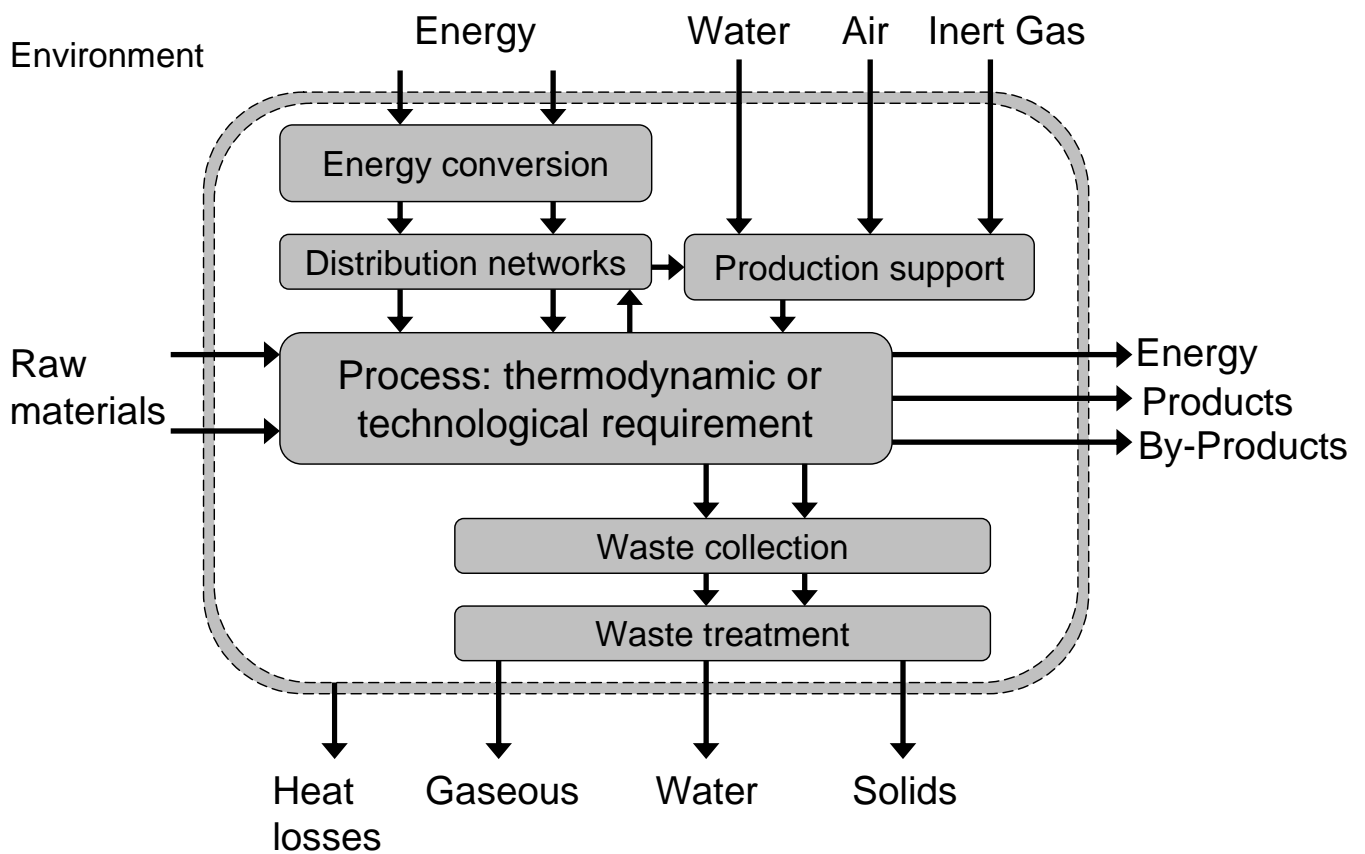 Energy
Water
Air
Inert Gas
Environment
Energy conversion
Distribution networks
Production support
Raw
materials
Process: thermodynamic or
technological requirement
Energy
Products
By-Products
Waste collection
Waste treatment
Heat
losses
Gaseous
Water
Solids